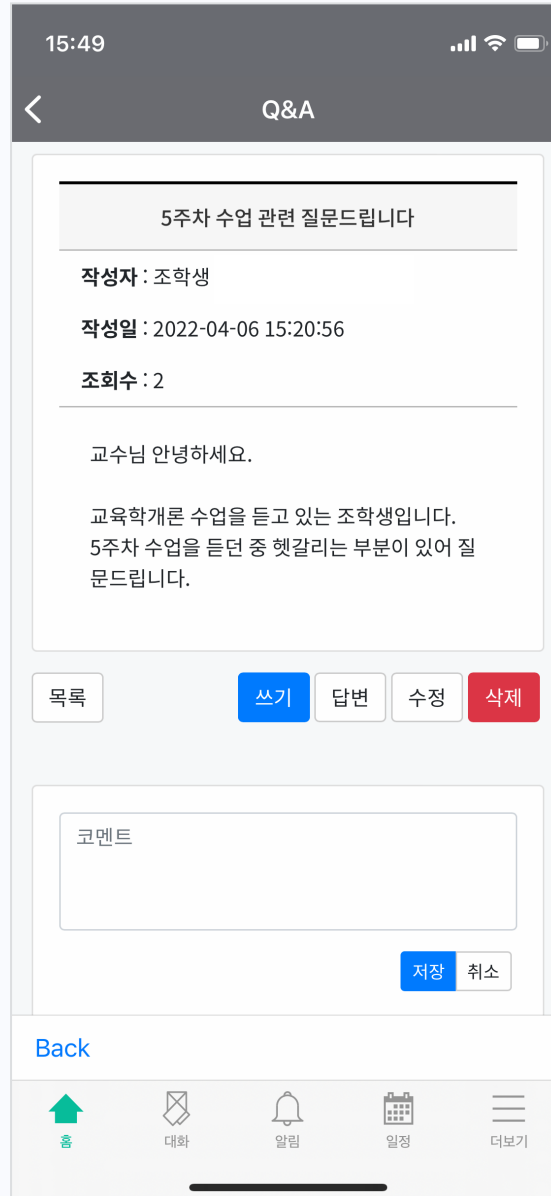 15:49
Q&A
5주차 수업 관련 질문드립니다
작성자 : 조학생
작성일 : 2022-04-06 15:20:56
조회수 : 2
교수님 안녕하세요.
교육학개론 수업을 듣고 있는 조학생입니다.
5주차 수업을 듣던 중 헷갈리는 부분이 있어 질
문드립니다.
목록 쓰기 답변 수정 삭제
코멘트
저장 취소
Back
홈 대화 알림 일정 더보기